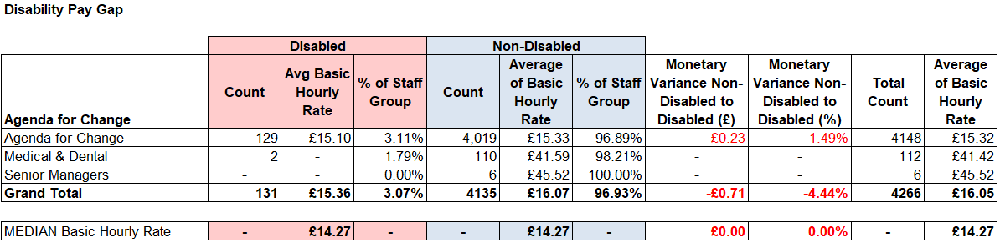 Disability Pay Gap
Disabled Non-Disabled
Agenda for Change Count Avg Basic Hourly Rate % of Staff Group Count Average of Basic Hourly Rate % of Staff Group Monetary Variance Non-Disabled to Disabled (£) Monetary Variance Non-Disabled to Disabled (%) Total Count Average of Basic Hourly Rate
Agenda for Change 129 £15.10 3.11% 4,019 £15.33 96.89% -£0.23 -1.49% 4148 £15.32
Medical & Dental 2 - 1.79% 110 £41.59 98.21% - - 112 £41.42
Senior Managers - - 0.00% 6 £45.52 100.00% - - 6 £45.52
Grand Total 131 £15.36 3.07% 4135 £16.07 96.93% -£0.71 -4.44% 4266 £16.05
MEDIAN Basic Hourly Rate - £14.27 - - £14.27 - £0.00 0.00% - £14.27